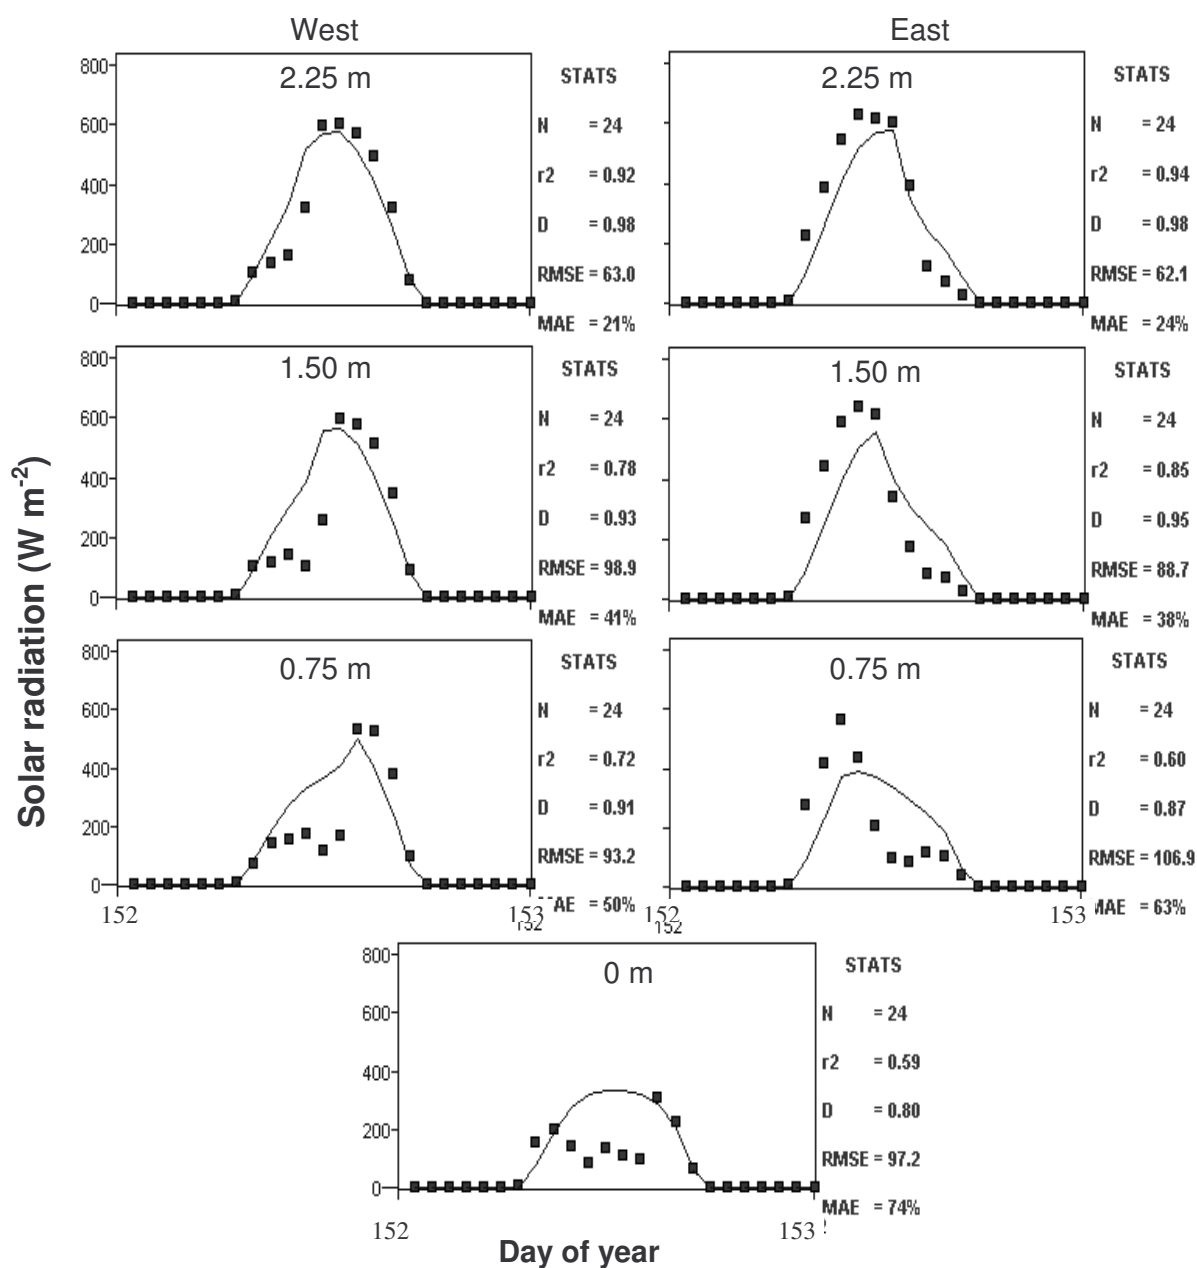 West
East
2.25 m
STATS
N = 24
r2 = 0.92
D = 0.98
RMSE = 63.0
MAE = 21%
800
600
400
200
0
2.25 m
STATS
N = 24
r2 = 0.94
D = 0.98
RMSE = 62.1
MAE = 24%
1.50 m
STATS
N = 24
r2 = 0.78
D = 0.93
RMSE = 98.9
MAE = 41%
800
600
400
200
0
1.50 m
STATS
N = 24
r2 = 0.85
D = 0.95
RMSE = 88.7
MAE = 38%
Solar radiation (W m-2)
0.75 m
STATS
N = 24
r2 = 0.72
D = 0.91
RMSE = 93.2
AE = 50%
800
600
400
200
0
152
153
152
0.75 m
STATS
N = 24
r2 = 0.60
D = 0.87
RMSE = 106.9
MAE = 63%
152
153
152
0 m
STATS
N = 24
r2 = 0.59
D = 0.80
RMSE = 97.2
MAE = 74%
800
600
400
200
0
152
153
Day of year